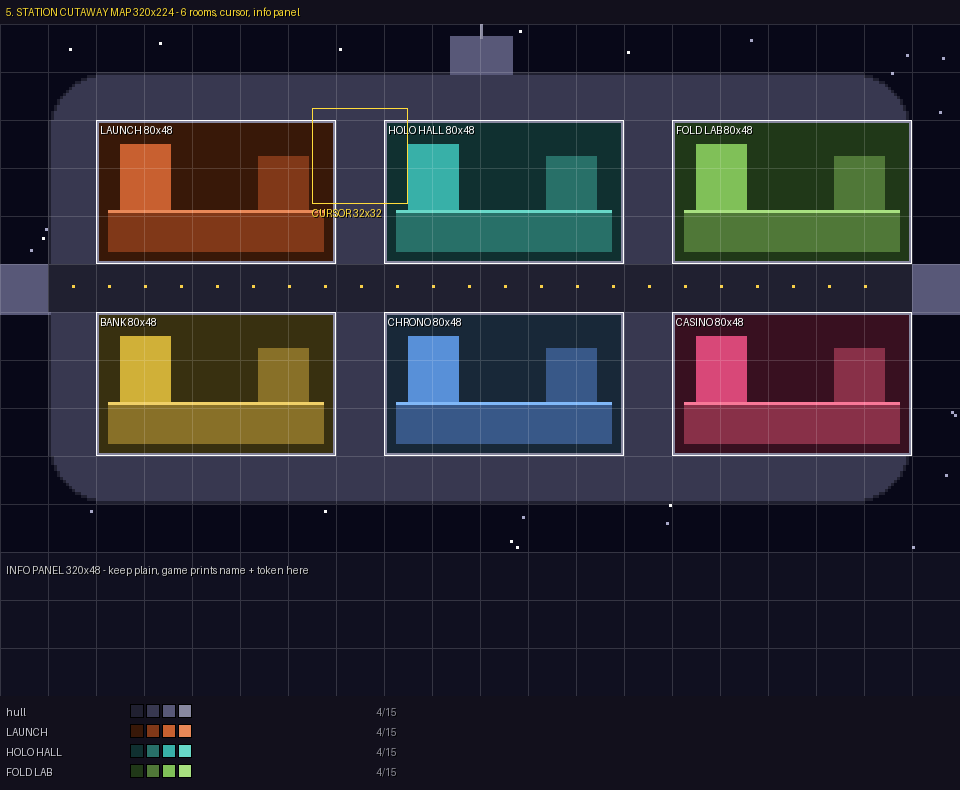 5. STATION CUTAWAY MAP 320x224 - 6 rooms, cursor, info panel
LAUNCH 80x48
HOLO HALL 80x48
FOLD LAB 80x48
CURSOR 32x32
BANK 80x48
CHRONO 80x48
CASINO 80x48
INFO PANEL 320x48 - keep plain, game prints name + token here
hull 4/15
LAUNCH 4/15
HOLO HALL 4/15
FOLD LAB 4/15